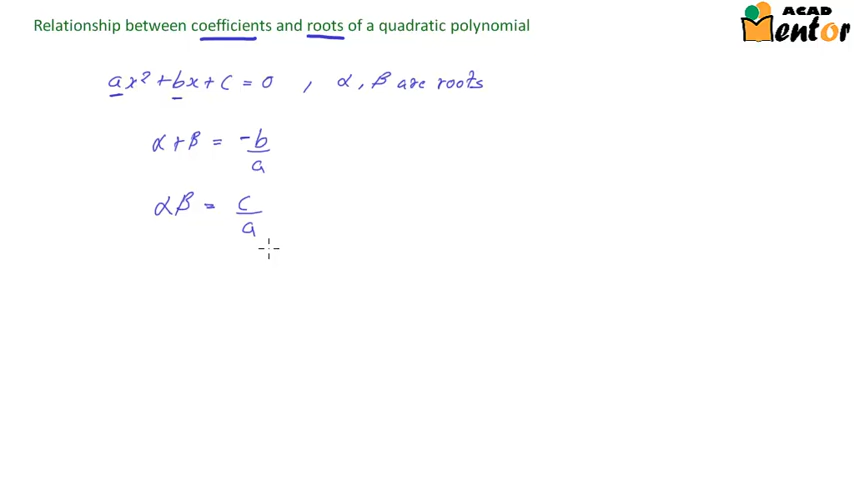 Relationship between coefficients and roots of a quadratic polynomial
ACAD
mentor
ax² + bx + c = 0 , α, β are roots
α + β = -b/a
αβ = c/a